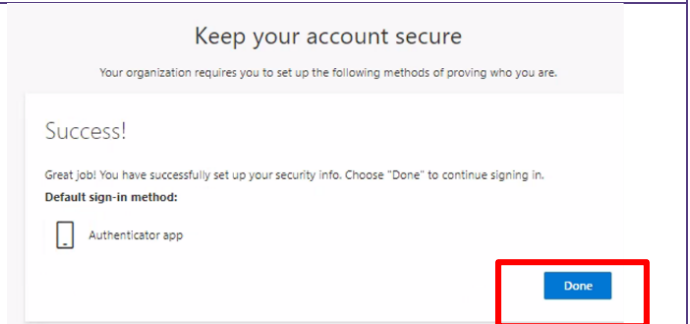 Keep your account secure
Your organization requires you to set up the following methods of proving who you are.
Success!
Great job! You have successfully set up your security info. Choose "Done" to continue signing in.
Default sign-in method:
Authenticator app
Done